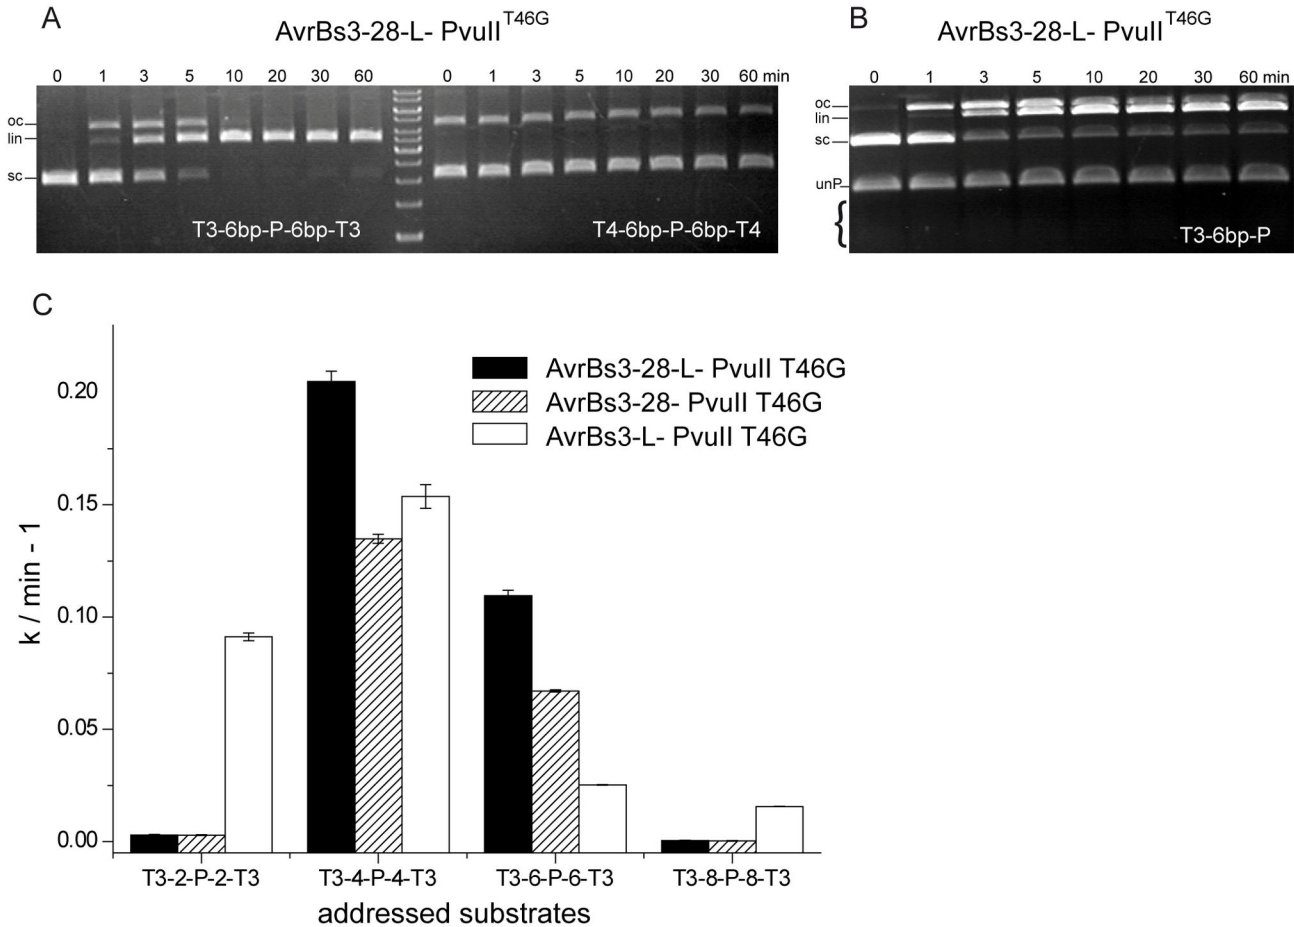 A
AvrBs3-28-L- PvuII T46G
0 1 3 5 10 20 30 60 0 1 3 5 10 20 30 60 min
oc
lin
sc
T3-6bp-P-6bp-T3
T4-6bp-P-6bp-T4
B
AvrBs3-28-L- PvuII T46G
0 1 3 5 10 20 30 60 min
oc
lin
sc
unP
{
T3-6bp-P
C
AvrBs3-28-L- PvuII T46G
AvrBs3-28- PvuII T46G
AvrBs3-L- PvuII T46G
0.20
0.15
0.10
0.05
0.00
k / min - 1
T3-2-P-2-T3 T3-4-P-4-T3 T3-6-P-6-T3 T3-8-P-8-T3
addressed substrates